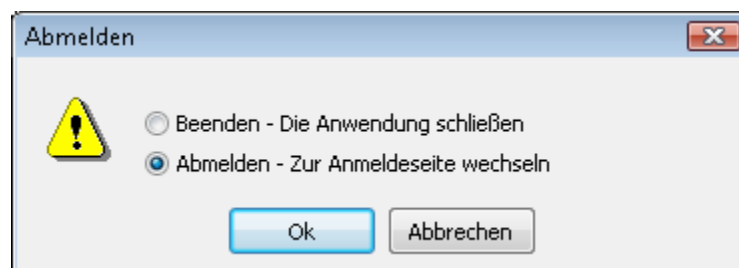 Abmelden
Beenden - Die Anwendung schließen
Abmelden - Zur Anmeldeseite wechseln
Ok Abbrechen